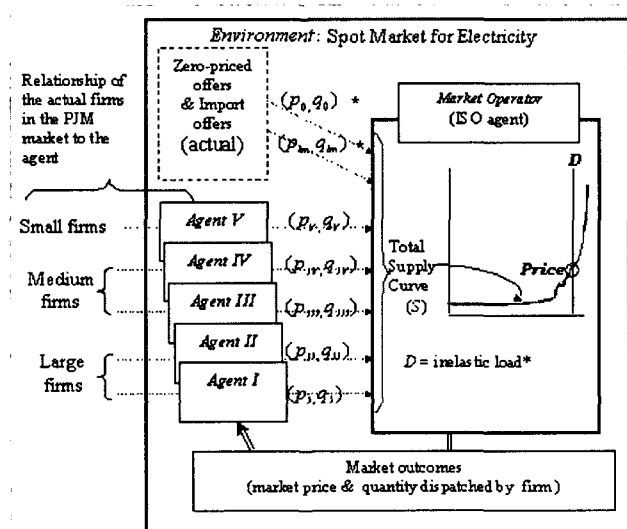 Environment: Spot Market for Electricity
Relationship of
the actual firms
in the PJM
market to the
agent
Zero-priced
offers
& Import
offers
(actual)
(p0, q0) *
(pIm, qIm) *
Market Operator
(ISO agent)
D
Price
Total
Supply
Curve
(S)
D = inelastic load*
Small firms
Medium
firms
Large
firms
Agent V
(pV, qV)
Agent IV
(pIV, qIV)
Agent III
(pIII, qIII)
Agent II
(pII, qII)
Agent I
(pI, qI)
Market outcomes
(market price & quantity dispatched by firm)